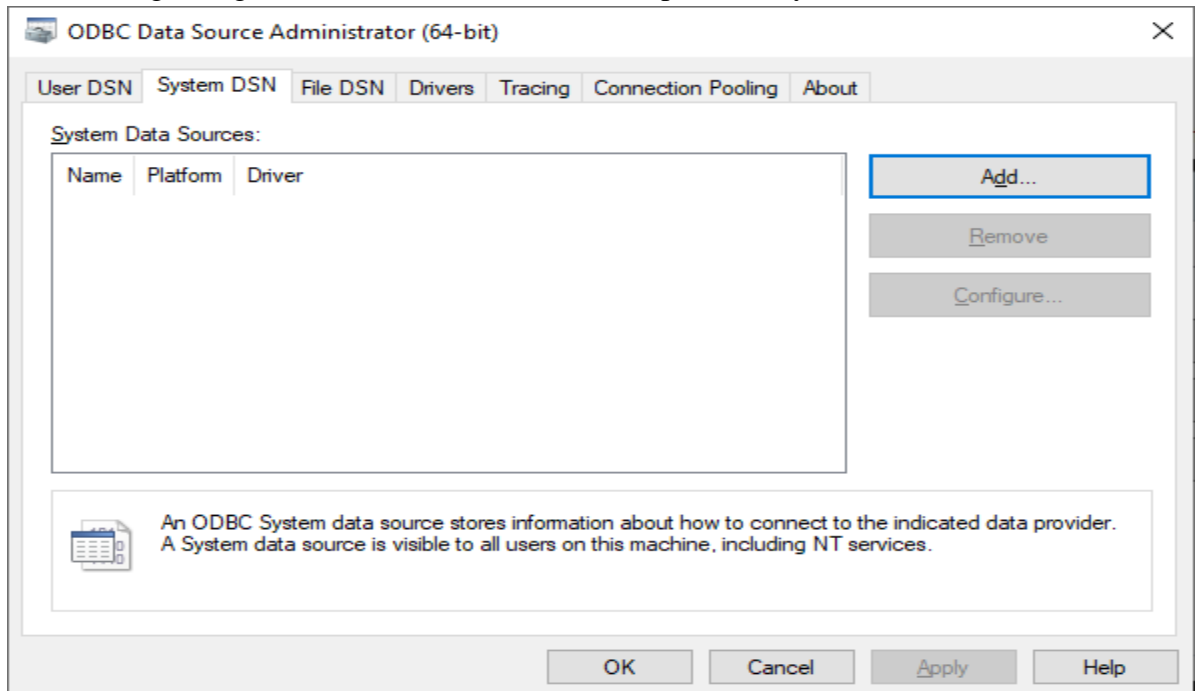 ODBC Data Source Administrator (64-bit)
User DSN System DSN File DSN Drivers Tracing Connection Pooling About
System Data Sources:
Name Platform Driver
Add...
Remove
Configure...
An ODBC System data source stores information about how to connect to the indicated data provider.
A System data source is visible to all users on this machine, including NT services.
OK Cancel Apply Help